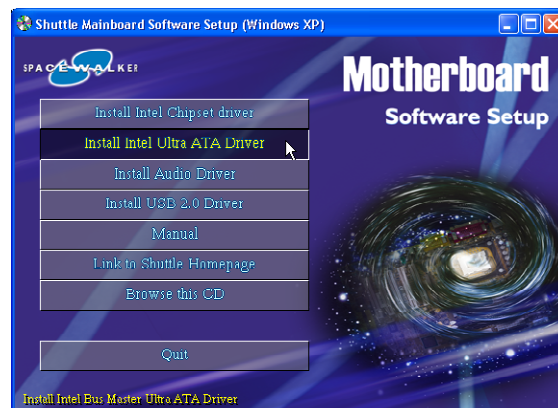 Shuttle Mainboard Software Setup (Windows XP)
SPACEWALKER
Motherboard
Software Setup
Install Intel Chipset driver
Install Intel Ultra ATA Driver
Install Audio Driver
Install USB 2.0 Driver
Manual
Link to Shuttle Homepage
Browse this CD
Quit
Install Intel Bus Master Ultra ATA Driver